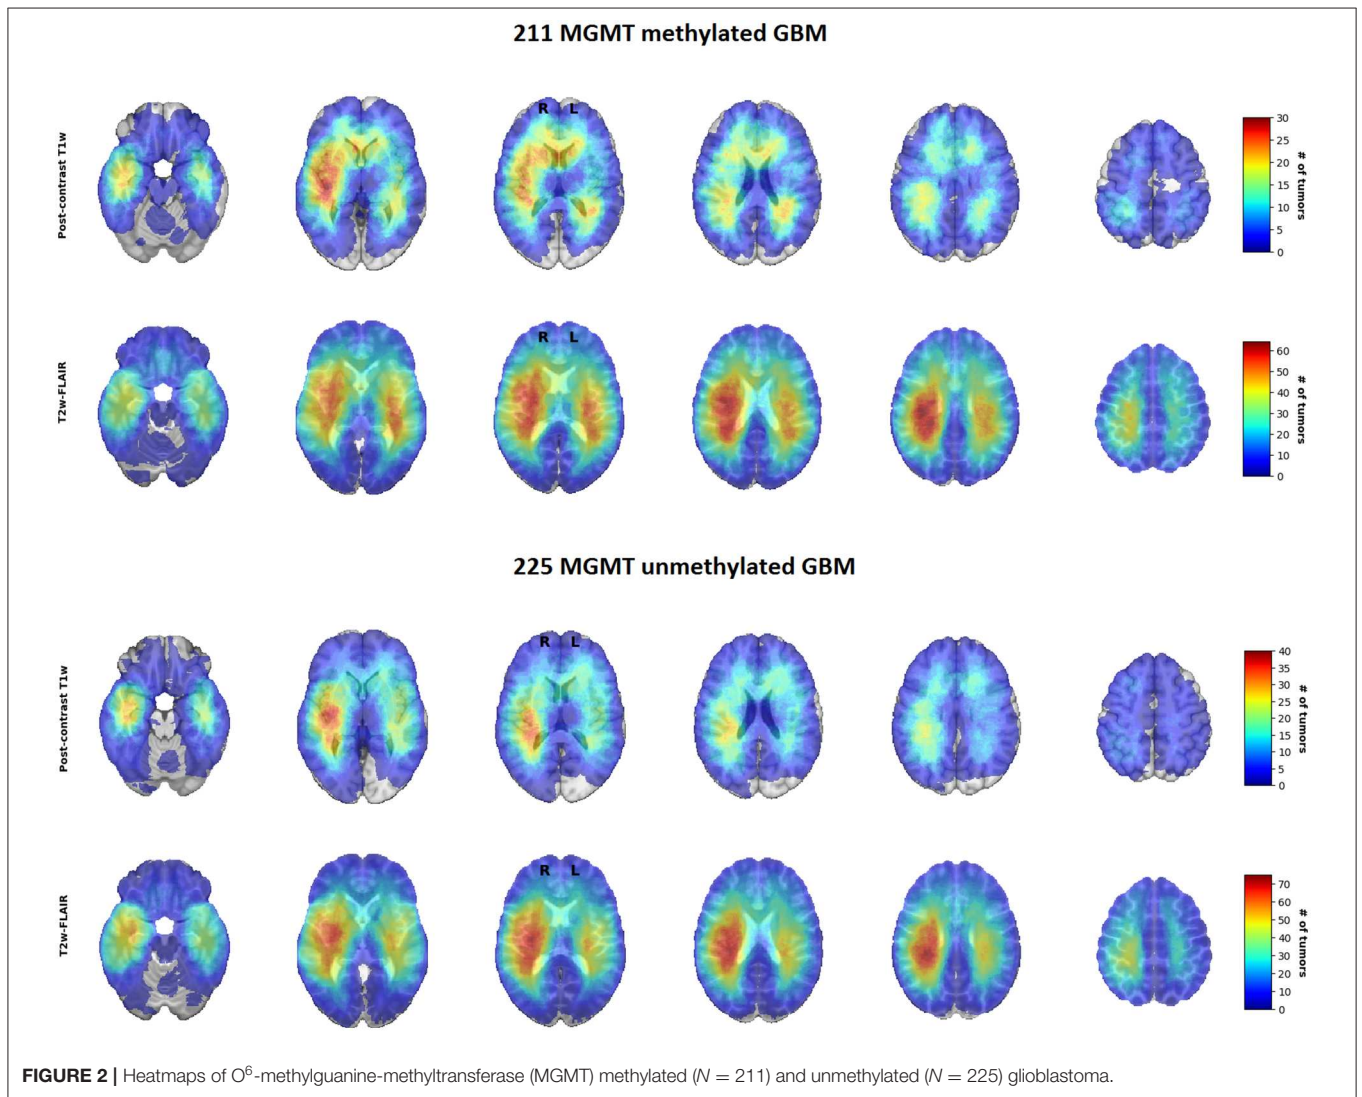 211 MGMT methylated GBM
Post-contrast T1w
R L
30
25
20
15
10
5
0
# of tumors
T2w-FLAIR
R L
60
50
40
30
20
10
0
# of tumors
225 MGMT unmethylated GBM
Post-contrast T1w
R L
40
35
30
25
20
15
10
5
0
# of tumors
T2w-FLAIR
R L
70
60
50
40
30
20
10
0
# of tumors
FIGURE 2 | Heatmaps of O⁶-methylguanine-methyltransferase (MGMT) methylated (N = 211) and unmethylated (N = 225) glioblastoma.